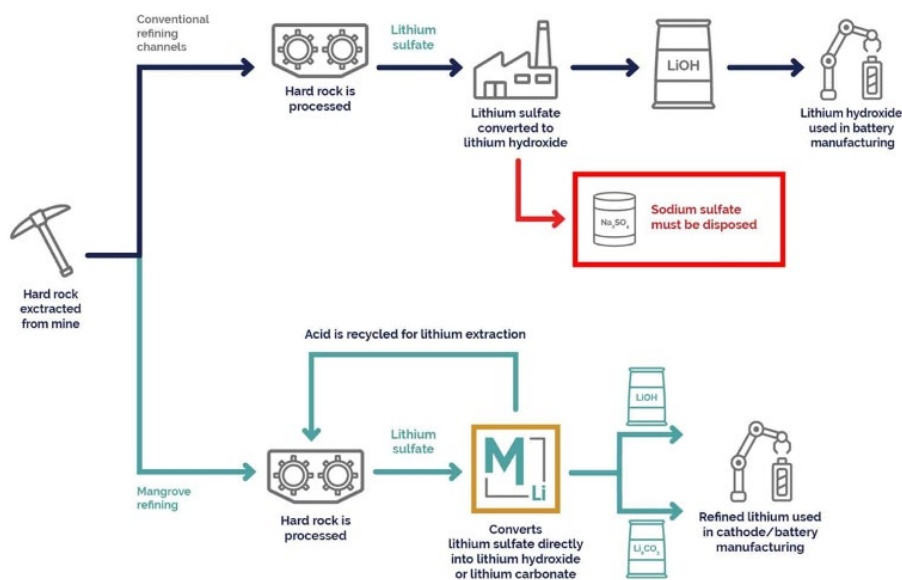 Conventional
refining
channels
Lithium
sulfate
Hard rock is
processed
Lithium sulfate
converted to
lithium hydroxide
LiOH
Lithium hydroxide
used in battery
manufacturing
Na₂SO₄
Sodium sulfate
must be disposed
Hard rock
exctracted
from mine
Acid is recycled for lithium extraction
Mangrove
refining
Hard rock is
processed
Lithium
sulfate
M
Li
Converts
lithium sulfate directly
into lithium hydroxide
or lithium carbonate
LiOH
Li₂CO₃
Refined lithium used
in cathode/battery
manufacturing